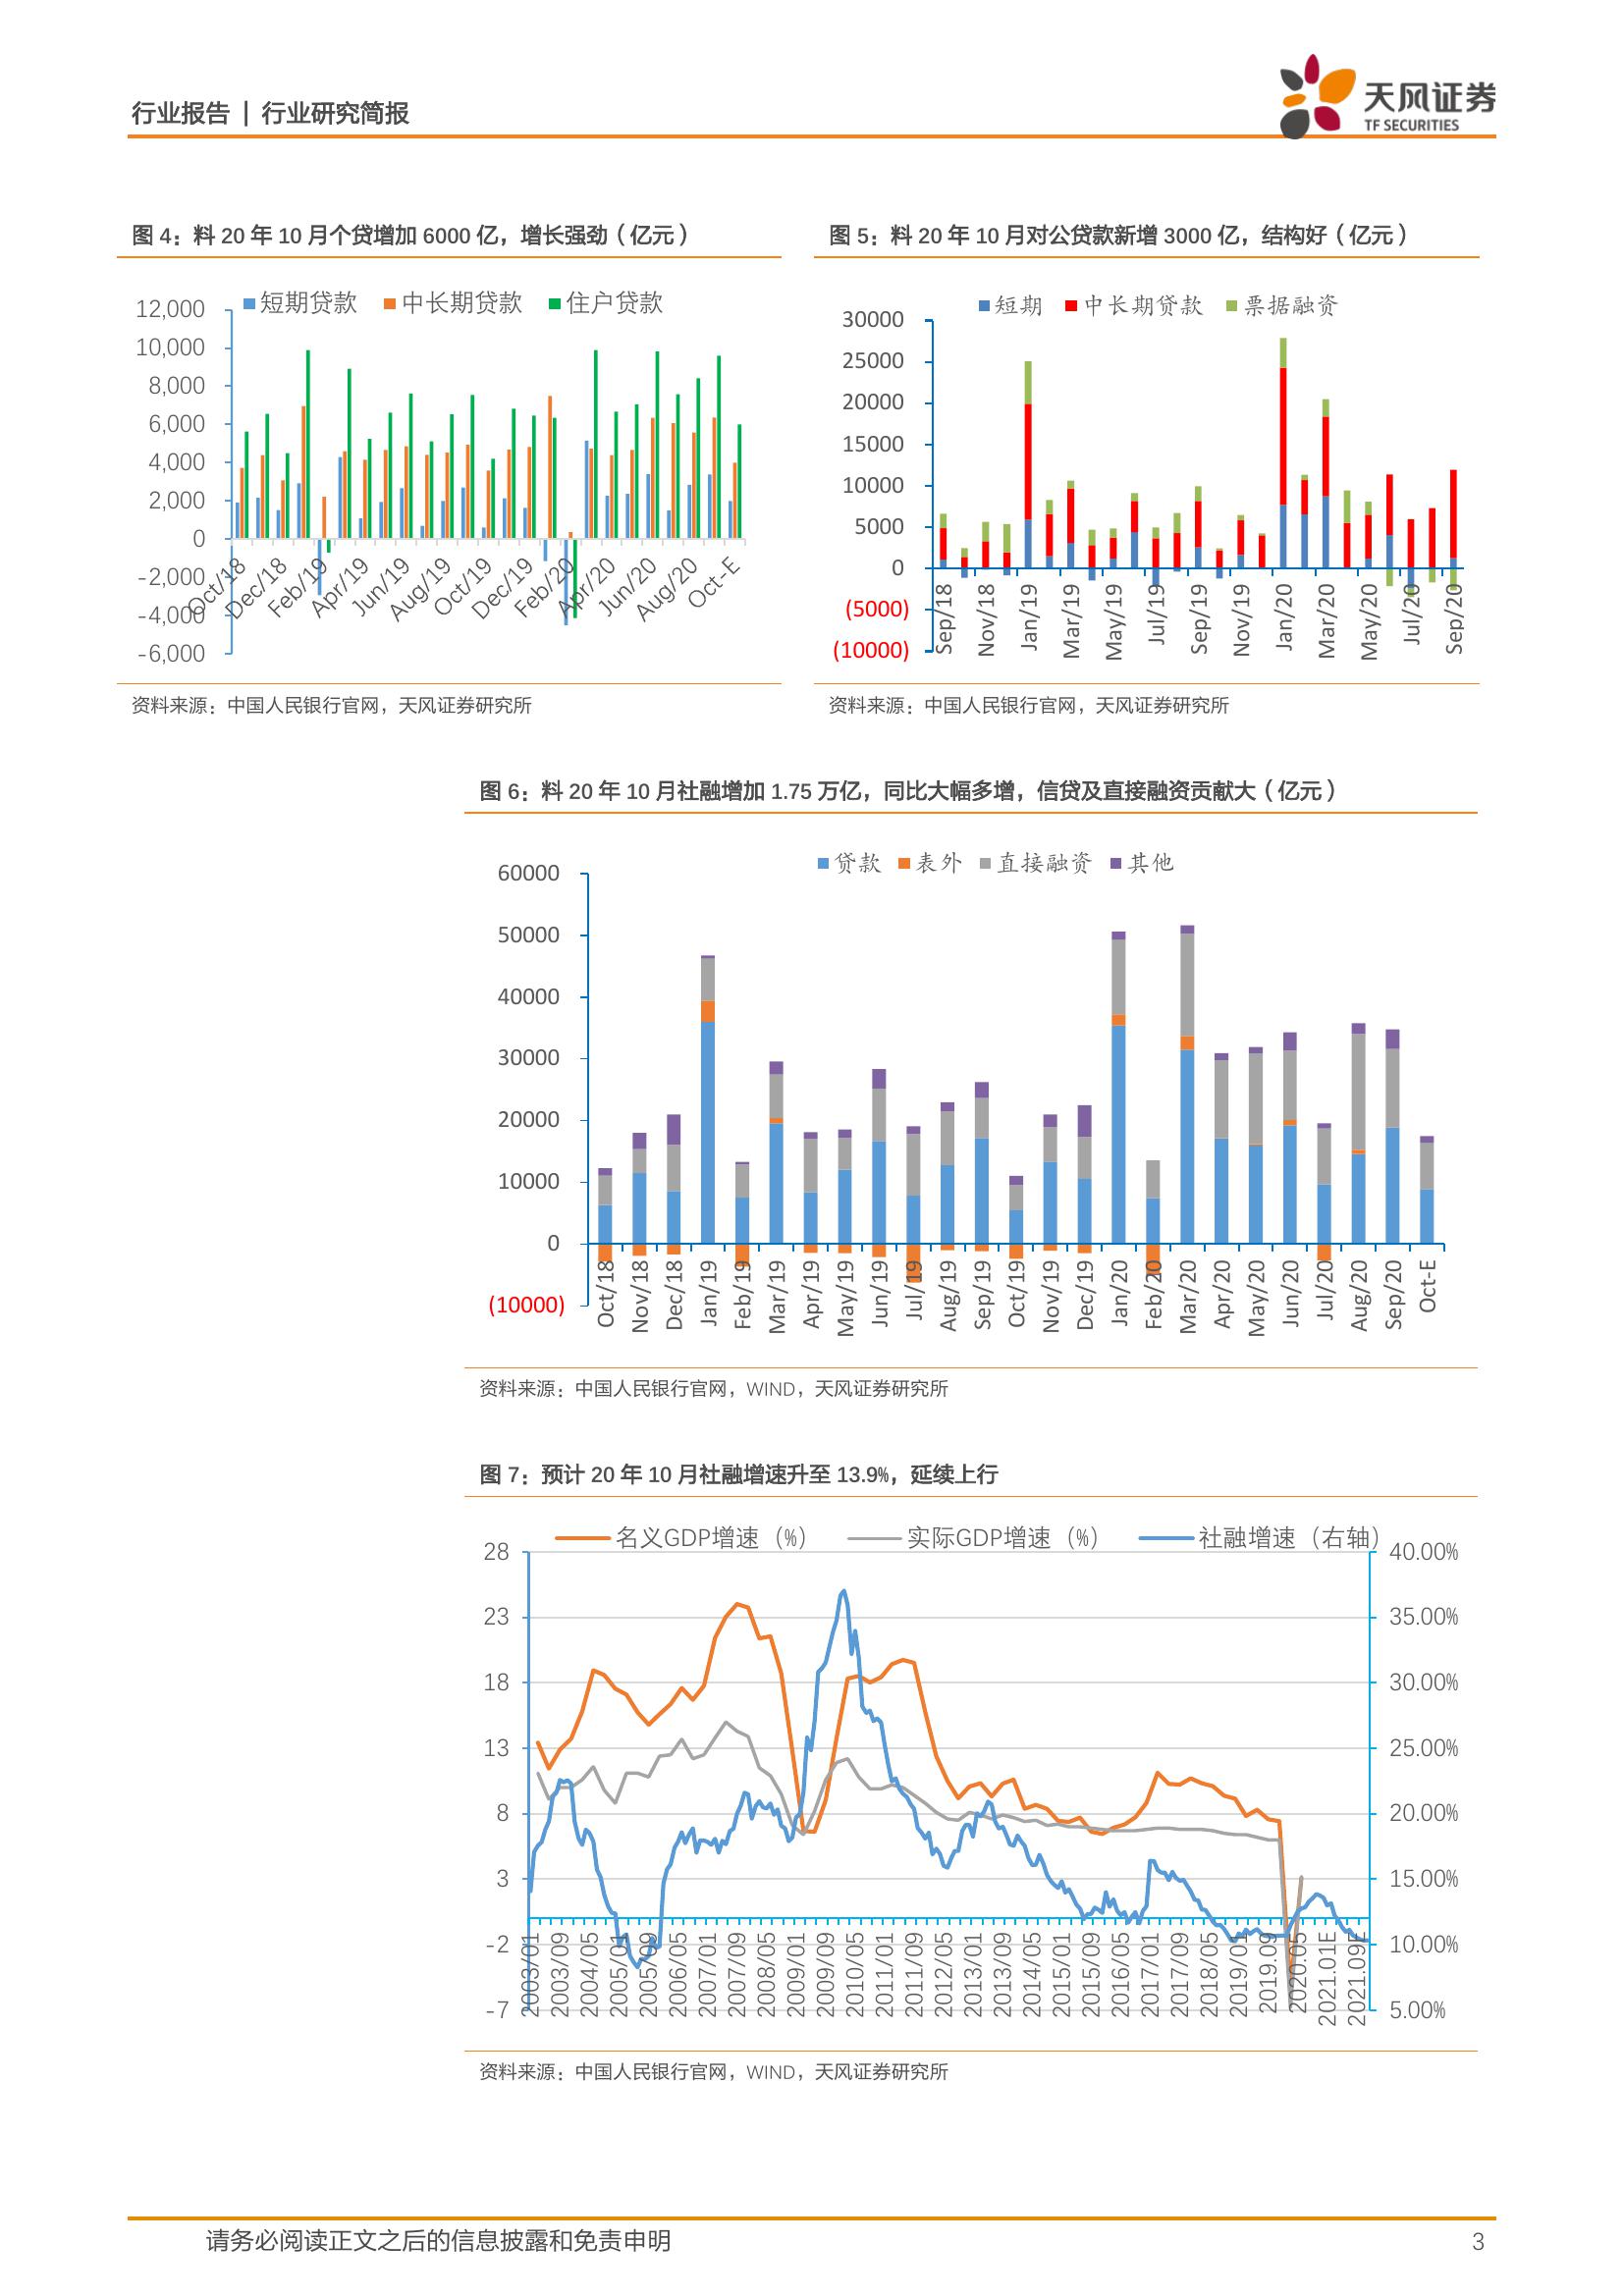 行业报告 | 行业研究简报
天风证券
TF SECURITIES
图 4：料 20 年 10 月个贷增加 6000 亿，增长强劲（亿元）
短期贷款 中长期贷款 住户贷款
12,000
10,000
8,000
6,000
4,000
2,000
0
-2,000
-4,000
-6,000
Oct/18 Dec/18 Feb/19 Apr/19 Jun/19 Aug/19 Oct/19 Dec/19 Feb/20 Apr/20 Jun/20 Aug/20 Oct-E
资料来源：中国人民银行官网，天风证券研究所
图 5：料 20 年 10 月对公贷款新增 3000 亿，结构好（亿元）
短期 中长期贷款 票据融资
30000
25000
20000
15000
10000
5000
0
(5000)
(10000)
Sep/18 Nov/18 Jan/19 Mar/19 May/19 Jul/19 Sep/19 Nov/19 Jan/20 Mar/20 May/20 Jul/20 Sep/20
资料来源：中国人民银行官网，天风证券研究所
图 6：料 20 年 10 月社融增加 1.75 万亿，同比大幅多增，信贷及直接融资贡献大（亿元）
贷款 表外 直接融资 其他
60000
50000
40000
30000
20000
10000
0
(10000)
Oct/18 Nov/18 Dec/18 Jan/19 Feb/19 Mar/19 Apr/19 May/19 Jun/19 Jul/19 Aug/19 Sep/19 Oct/19 Nov/19 Dec/19 Jan/20 Feb/20 Mar/20 Apr/20 May/20 Jun/20 Jul/20 Aug/20 Sep/20 Oct-E
资料来源：中国人民银行官网，WIND，天风证券研究所
图 7：预计 20 年 10 月社融增速升至 13.9%，延续上行
名义GDP增速（%） 实际GDP增速（%） 社融增速（右轴）
28 40.00%
23 35.00%
18 30.00%
13 25.00%
8 20.00%
3 15.00%
-2 10.00%
-7 5.00%
2003/01 2003/09 2004/05 2005/01 2005/09 2006/05 2007/01 2007/09 2008/05 2009/01 2009/09 2010/05 2011/01 2011/09 2012/05 2013/01 2013/09 2014/05 2015/01 2015/09 2016/05 2017/01 2017/09 2018/05 2019/01 2019.09 2020.05 2021.01E 2021.09E
资料来源：中国人民银行官网，WIND，天风证券研究所
请务必阅读正文之后的信息披露和免责申明 3